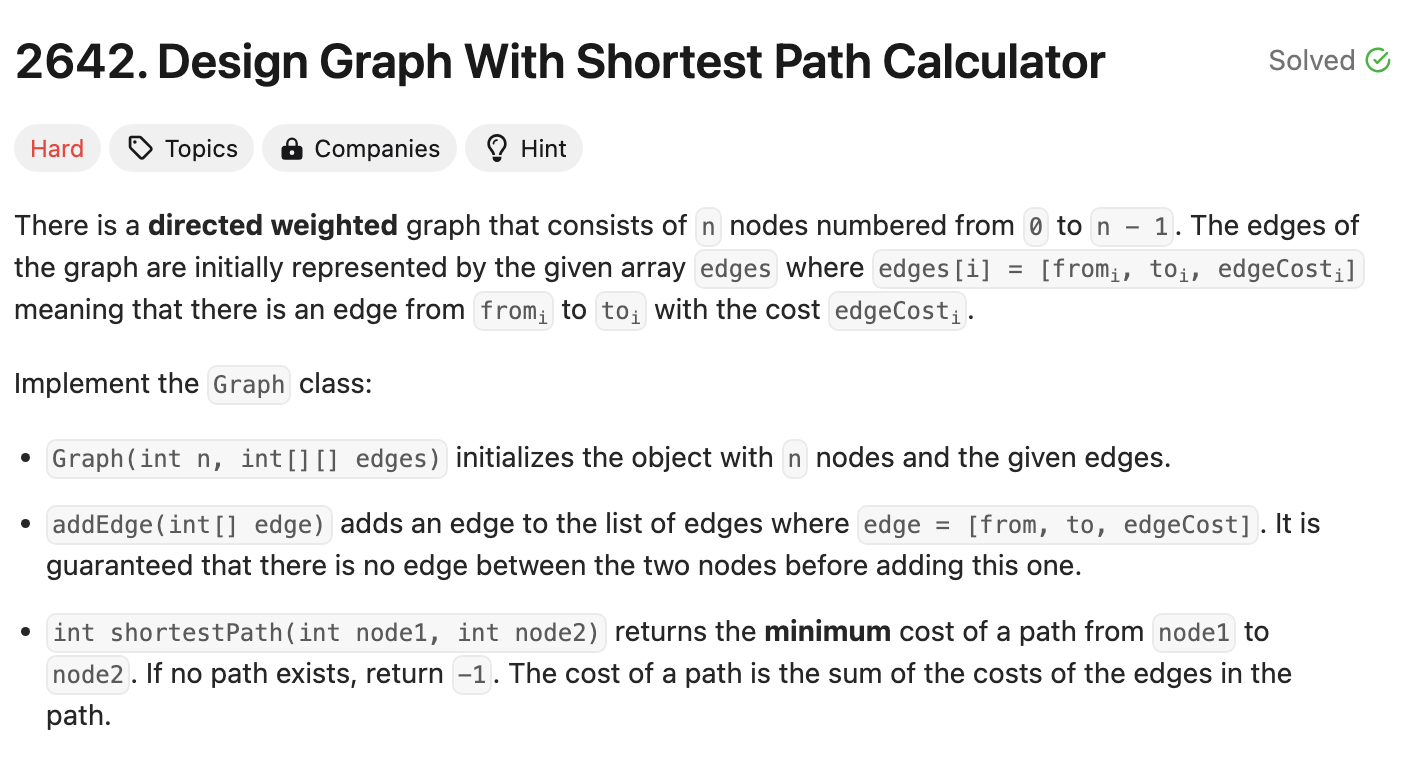 2642. Design Graph With Shortest Path Calculator
Solved
Hard Topics Companies Hint
There is a directed weighted graph that consists of n nodes numbered from 0 to n - 1. The edges of
the graph are initially represented by the given array edges where edges[i] = [fromᵢ, toᵢ, edgeCostᵢ]
meaning that there is an edge from fromᵢ to toᵢ with the cost edgeCostᵢ.
Implement the Graph class:
• Graph(int n, int[][] edges) initializes the object with n nodes and the given edges.
• addEdge(int[] edge) adds an edge to the list of edges where edge = [from, to, edgeCost]. It is
guaranteed that there is no edge between the two nodes before adding this one.
• int shortestPath(int node1, int node2) returns the minimum cost of a path from node1 to
node2. If no path exists, return -1. The cost of a path is the sum of the costs of the edges in the
path.